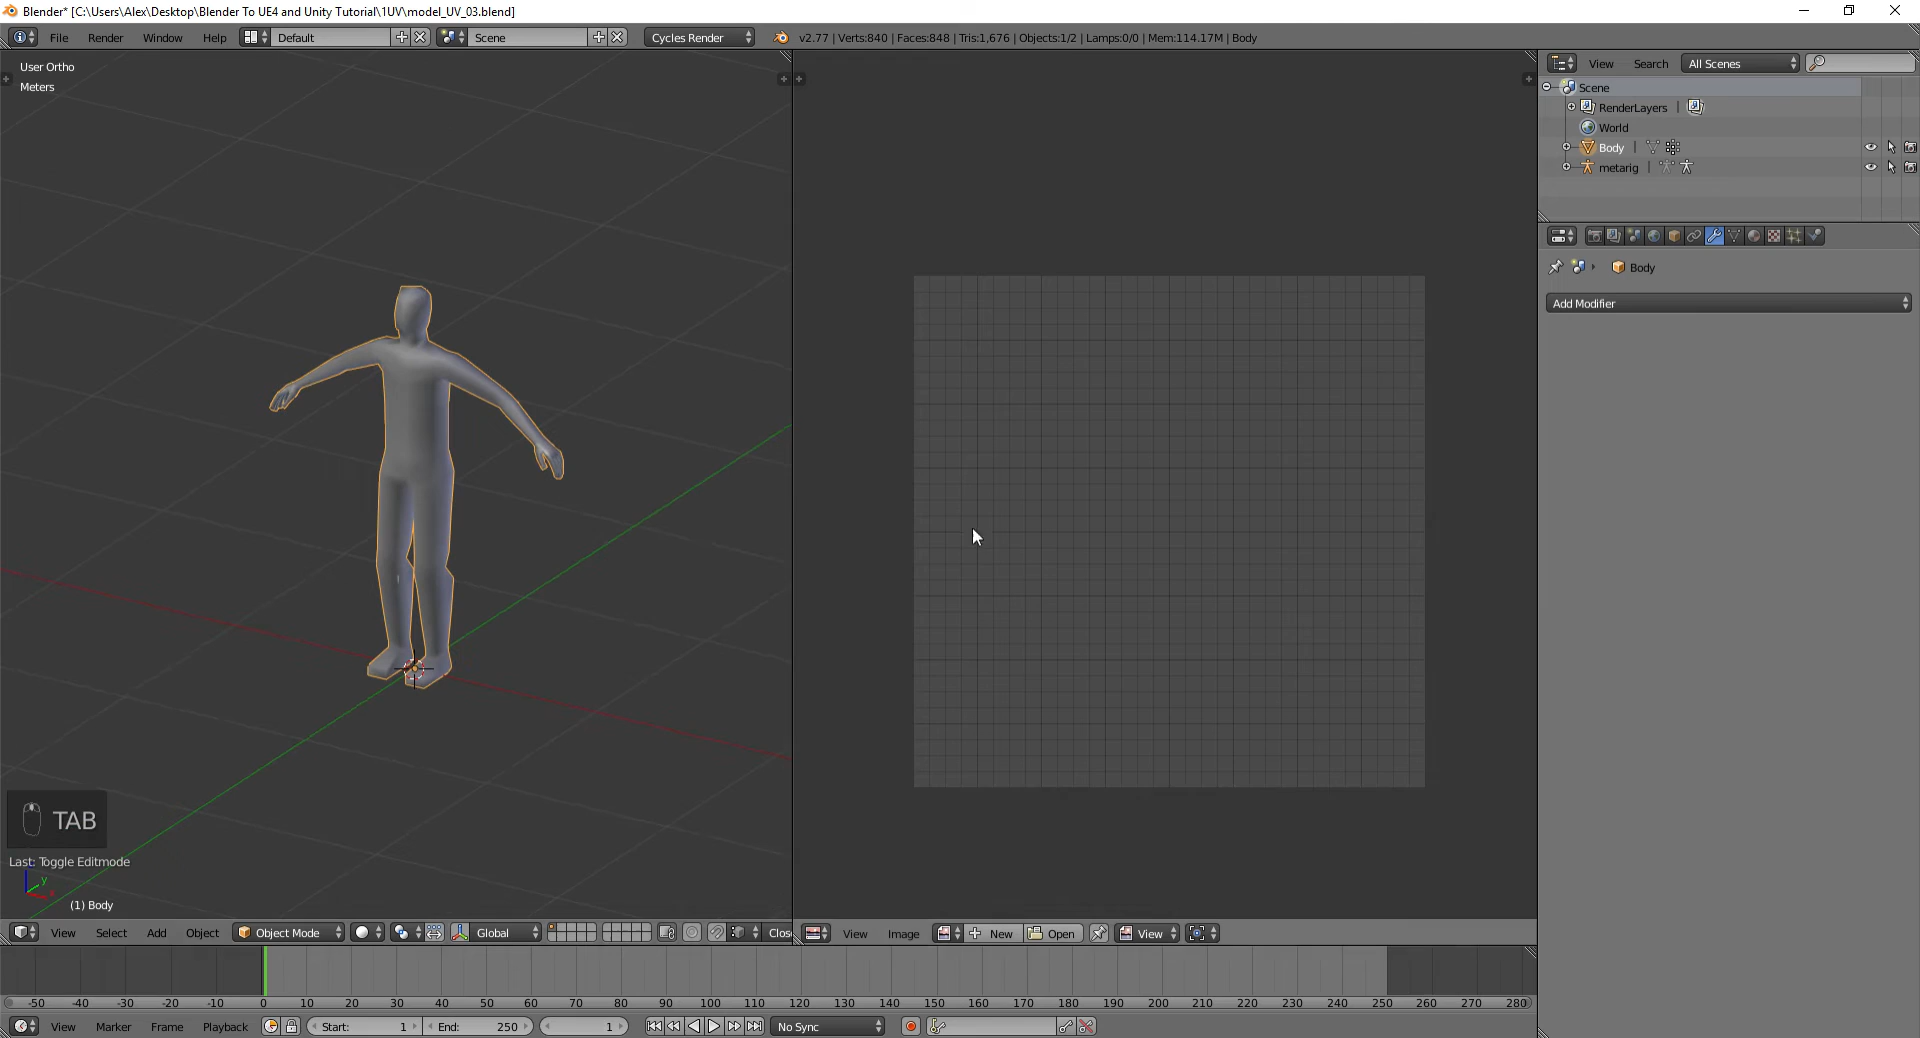 Blender* [C:\Users\Alex\Desktop\Blender To UE4 and Unity Tutorial\1UV\model_UV_03.blend]
File Render Window Help Default Scene Cycles Render v2.77 | Verts:840 | Faces:848 | Tris:1,676 | Objects:1/2 | Lamps:0/0 | Mem:114.17M | Body
User Ortho
Meters
TAB
Last: Toggle Editmode
(1) Body
View Select Add Object Object Mode Global Clos
View Image New Open View
View Search All Scenes
Scene
RenderLayers
World
Body
metarig
Body
Add Modifier
-50 -40 -30 -20 -10 0 10 20 30 40 50 60 70 80 90 100 110 120 130 140 150 160 170 180 190 200 210 220 230 240 250 260 270 280
View Marker Frame Playback Start: 1 End: 250 1 No Sync